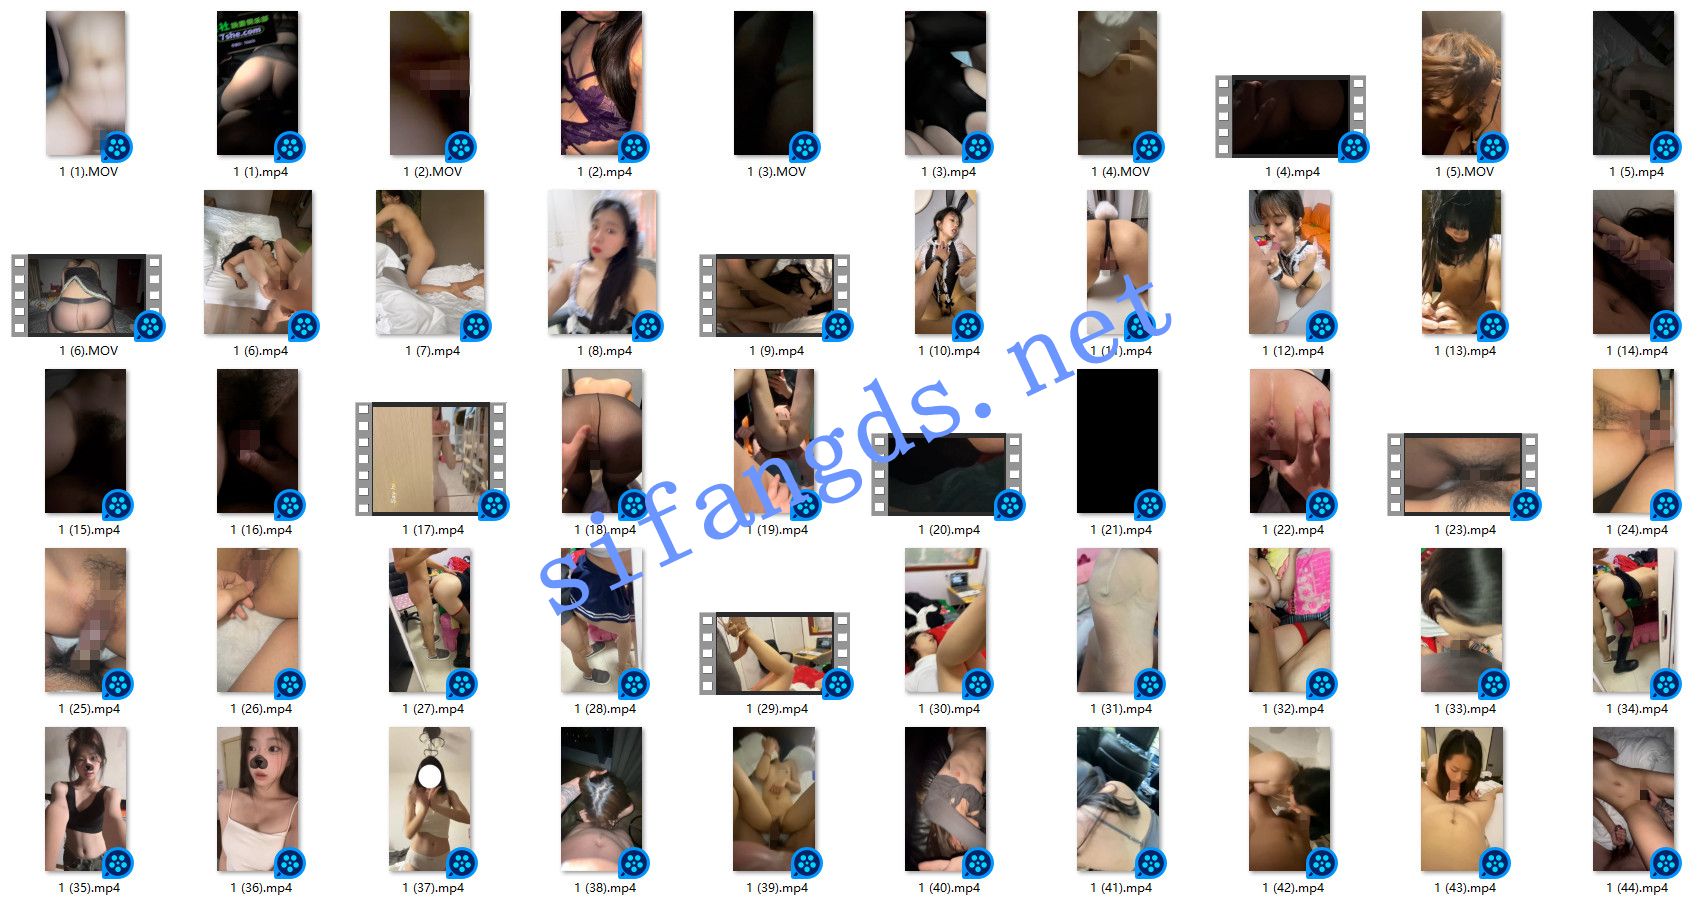 社
7she.com
1 (1).MOV 1 (1).mp4 1 (2).MOV 1 (2).mp4 1 (3).MOV 1 (3).mp4 1 (4).MOV 1 (4).mp4 1 (5).MOV 1 (5).mp4
1 (6).MOV 1 (6).mp4 1 (7).mp4 1 (8).mp4 1 (9).mp4 1 (10).mp4 1 (11).mp4 1 (12).mp4 1 (13).mp4 1 (14).mp4
sifangds.net
1 (15).mp4 1 (16).mp4 1 (17).mp4 1 (18).mp4 1 (19).mp4 1 (20).mp4 1 (21).mp4 1 (22).mp4 1 (23).mp4 1 (24).mp4
1 (25).mp4 1 (26).mp4 1 (27).mp4 1 (28).mp4 1 (29).mp4 1 (30).mp4 1 (31).mp4 1 (32).mp4 1 (33).mp4 1 (34).mp4
1 (35).mp4 1 (36).mp4 1 (37).mp4 1 (38).mp4 1 (39).mp4 1 (40).mp4 1 (41).mp4 1 (42).mp4 1 (43).mp4 1 (44).mp4